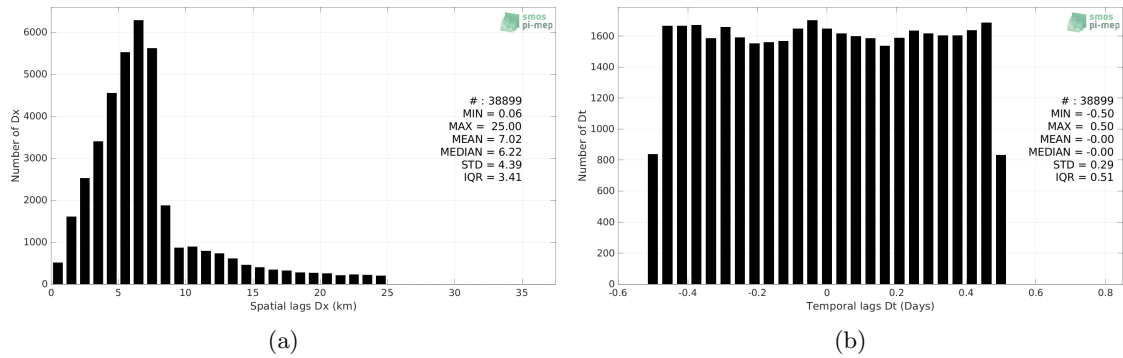 smos
pi-mep
6000
5000
4000
3000
2000
1000
0
Number of Dx
# : 38899
MIN = 0.06
MAX = 25.00
MEAN = 7.02
MEDIAN = 6.22
STD = 4.39
IQR = 3.41
0 5 10 15 20 25 30 35
Spatial lags Dx (km)
(a)
smos
pi-mep
1600
1400
1200
1000
800
600
400
200
0
Number of Dt
# : 38899
MIN = -0.50
MAX = 0.50
MEAN = -0.00
MEDIAN = -0.00
STD = 0.29
IQR = 0.51
-0.6 -0.4 -0.2 0 0.2 0.4 0.6 0.8
Temporal lags Dt (Days)
(b)